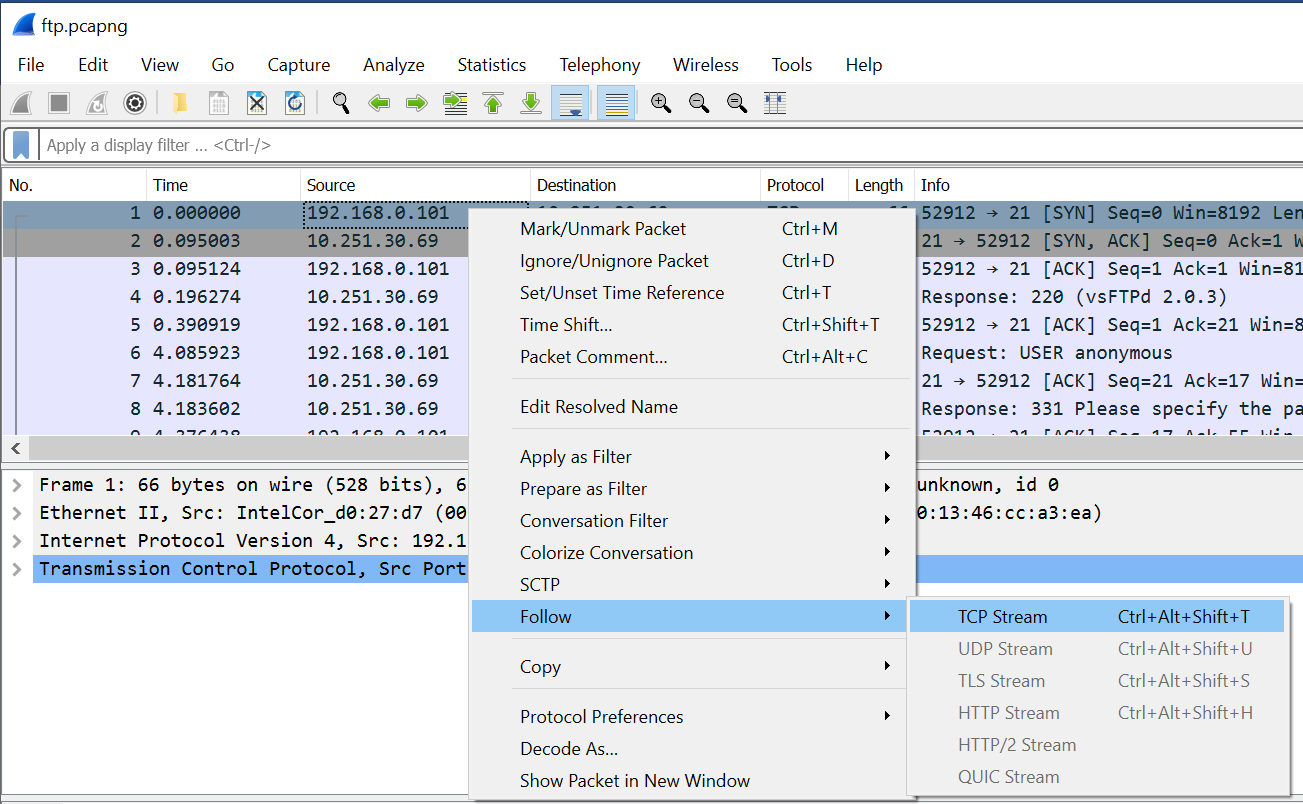 ftp.pcapng
File Edit View Go Capture Analyze Statistics Telephony Wireless Tools Help
Apply a display filter ... <Ctrl-/>
No. Time Source Destination Protocol Length Info
1 0.000000 192.168.0.101 52912 → 21 [SYN] Seq=0 Win=8192 Len
2 0.095003 10.251.30.69 21 → 52912 [SYN, ACK] Seq=0 Ack=1 W
3 0.095124 192.168.0.101 52912 → 21 [ACK] Seq=1 Ack=1 Win=81
4 0.196274 10.251.30.69 Response: 220 (vsFTPd 2.0.3)
5 0.390919 192.168.0.101 52912 → 21 [ACK] Seq=1 Ack=21 Win=8
6 4.085923 192.168.0.101 Request: USER anonymous
7 4.181764 10.251.30.69 21 → 52912 [ACK] Seq=21 Ack=17 Win=
8 4.183602 10.251.30.69 Response: 331 Please specify the pa
Frame 1: 66 bytes on wire (528 bits), 6 unknown, id 0
Ethernet II, Src: IntelCor_d0:27:d7 (00 0:13:46:cc:a3:ea)
Internet Protocol Version 4, Src: 192.1
Transmission Control Protocol, Src Port
Mark/Unmark Packet Ctrl+M
Ignore/Unignore Packet Ctrl+D
Set/Unset Time Reference Ctrl+T
Time Shift... Ctrl+Shift+T
Packet Comment... Ctrl+Alt+C
Edit Resolved Name
Apply as Filter
Prepare as Filter
Conversation Filter
Colorize Conversation
SCTP
Follow
Copy
Protocol Preferences
Decode As...
Show Packet in New Window
TCP Stream Ctrl+Alt+Shift+T
UDP Stream Ctrl+Alt+Shift+U
TLS Stream Ctrl+Alt+Shift+S
HTTP Stream Ctrl+Alt+Shift+H
HTTP/2 Stream
QUIC Stream